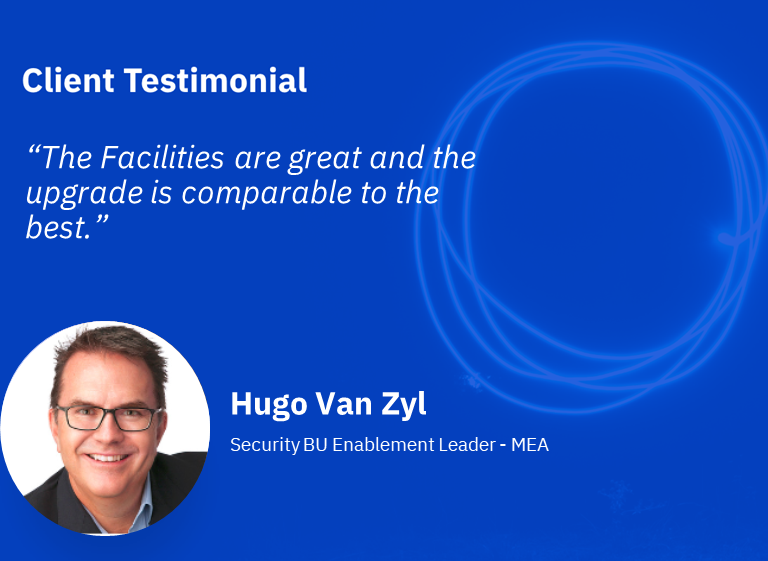 Client Testimonial
“The Facilities are great and the
upgrade is comparable to the
best.”
Hugo Van Zyl
Security BU Enablement Leader - MEA